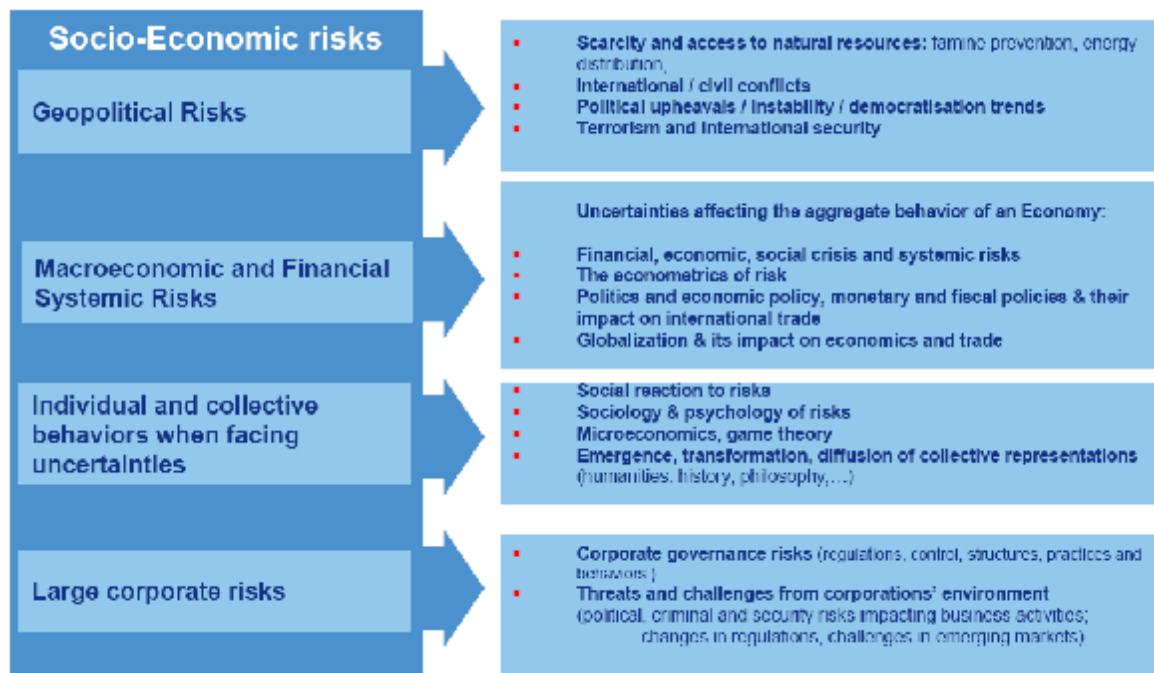 Socio-Economic risks
Geopolitical Risks
Scarcity and access to natural resources: famine prevention, energy
distribution,
International / civil conflicts
Political upheavals / instability / democratisation trends
Terrorism and international security
Macroeconomic and Financial
Systemic Risks
Uncertainties affecting the aggregate behavior of an Economy:
Financial, economic, social crisis and systemic risks
The econometrics of risk
Politics and economic policy, monetary and fiscal policies & their
impact on international trade
Globalization & its impact on economics and trade
Individual and collective
behaviors when facing
uncertainties
Social reaction to risks
Sociology & psychology of risks
Microeconomics, game theory
Emergence, transformation, diffusion of collective representations
(humanities: history, philosophy,…)
Large corporate risks
Corporate governance risks (regulations, control, structures, practices and
behaviors )
Threats and challenges from corporations' environment
(political, criminal and security risks impacting business activities;
changes in regulations, challenges in emerging markets)